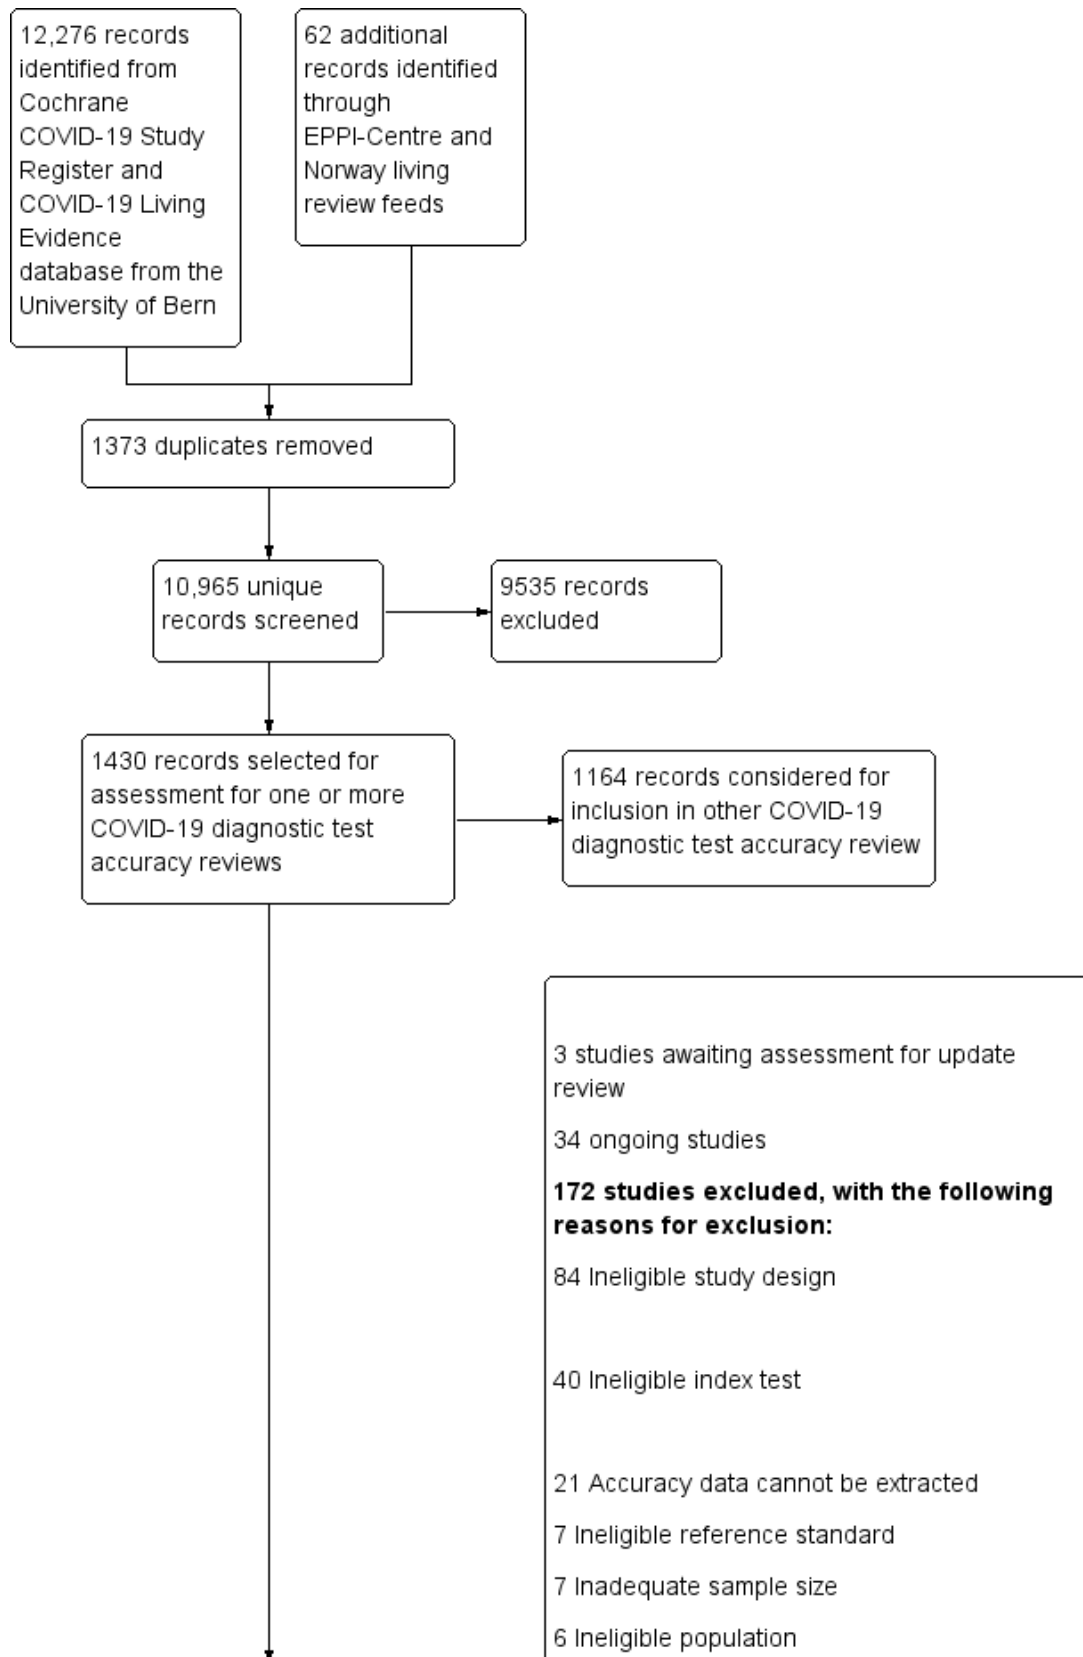 12,276 records
identified from
Cochrane
COVID-19 Study
Register and
COVID-19 Living
Evidence
database from the
University of Bern
62 additional
records identified
through
EPPI-Centre and
Norway living
review feeds
1373 duplicates removed
10,965 unique
records screened
9535 records
excluded
1430 records selected for
assessment for one or more
COVID-19 diagnostic test
accuracy reviews
1164 records considered for
inclusion in other COVID-19
diagnostic test accuracy review
3 studies awaiting assessment for update
review
34 ongoing studies
172 studies excluded, with the following
reasons for exclusion:
84 Ineligible study design
40 Ineligible index test
21 Accuracy data cannot be extracted
7 Ineligible reference standard
7 Inadequate sample size
6 Ineligible population